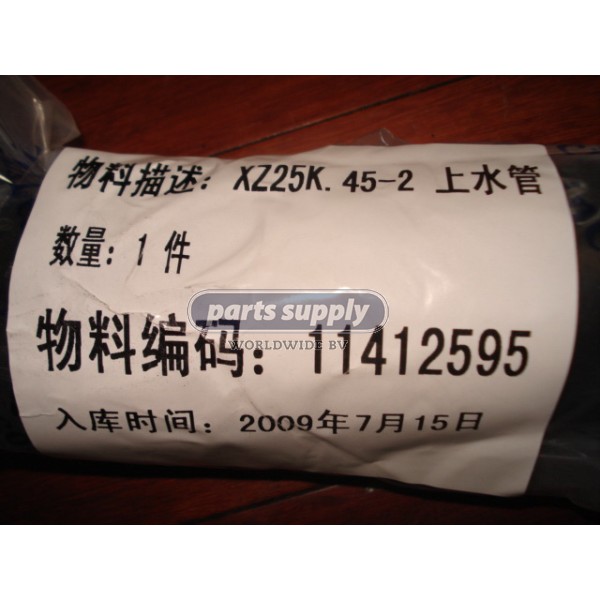 物料描述: XZ25K.45-2 上水管
数量: 1 件
parts supply
WORLDWIDE BV
物料编码: 11412595
入库时间: 2009年7月15日